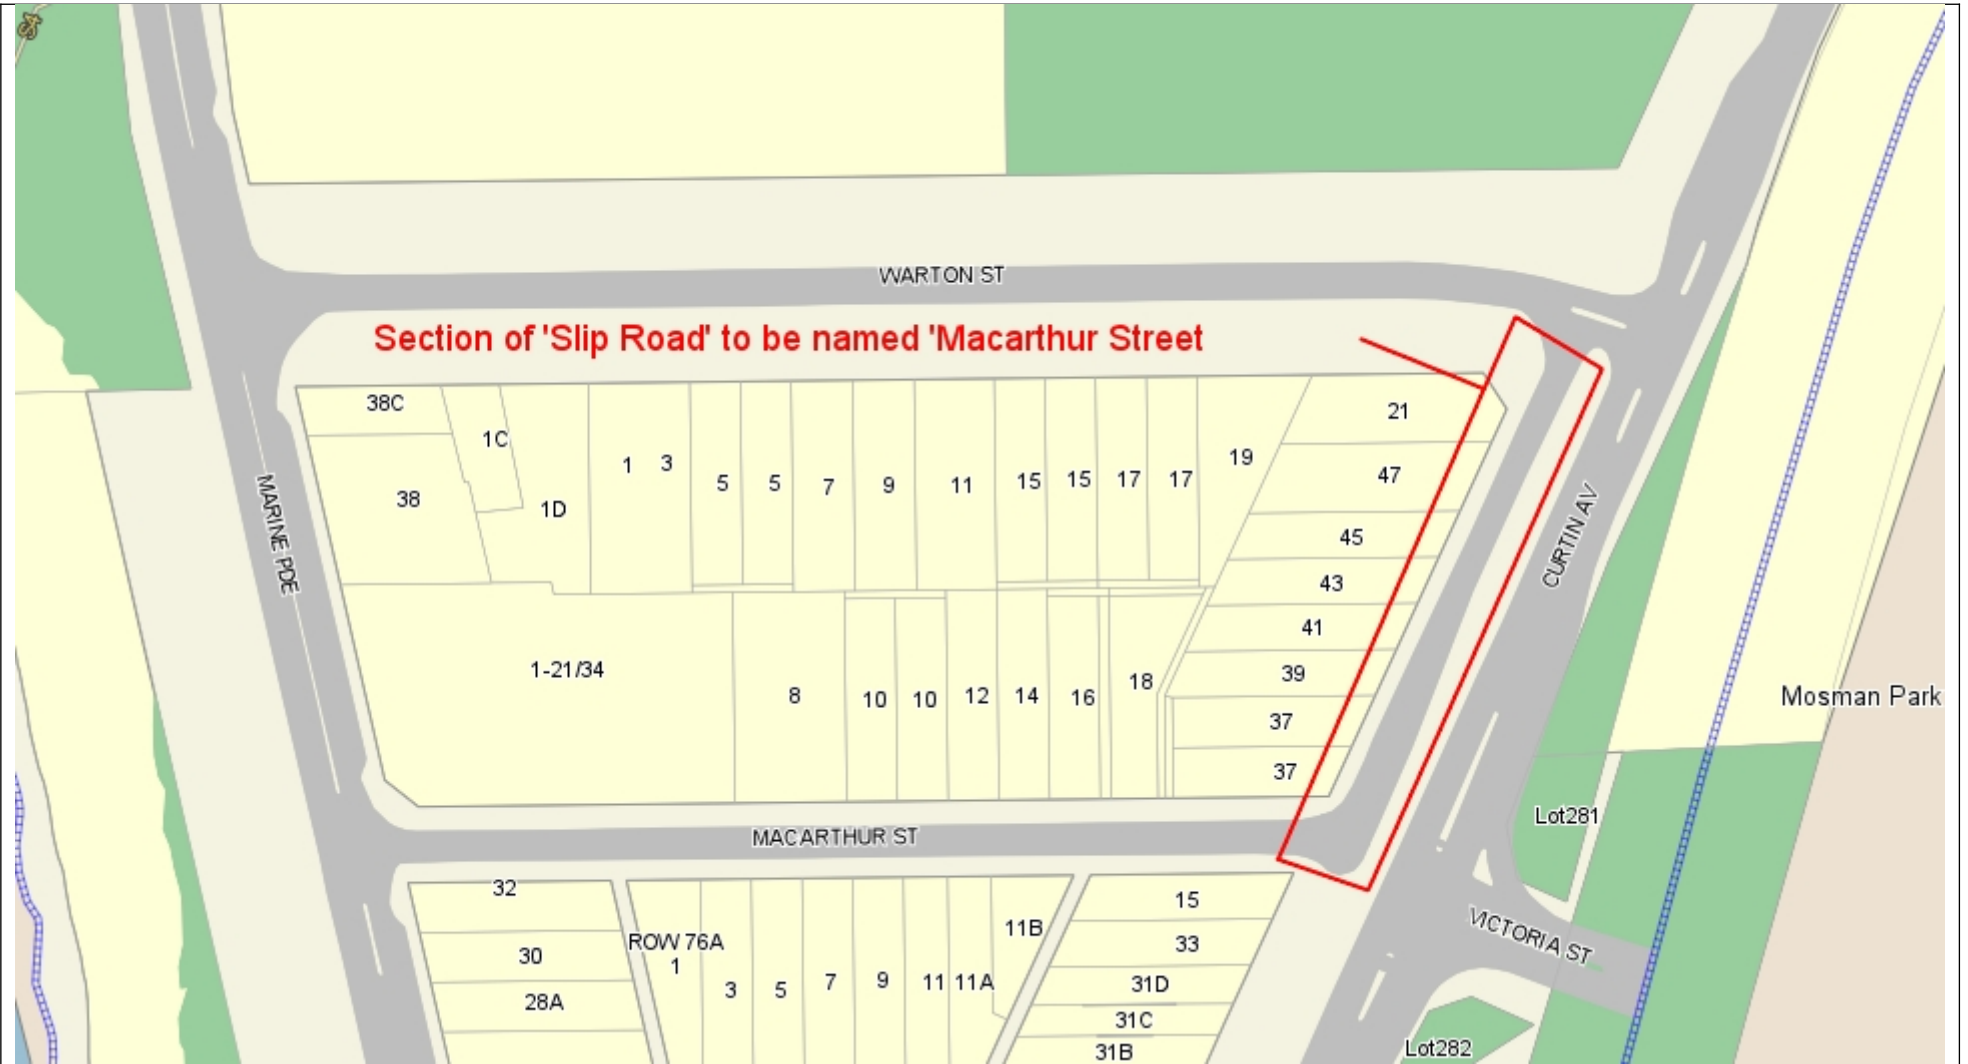 WARTON ST
Section of 'Slip Road' to be named 'Macarthur Street
38C
21
1C
19
47
1 3
15 15 17 17
5 5 7 9 11
38
1D
45
MARINE PDE
CURTIN AV
43
41
1-21/34
39
18
8
10 10 12 14 16
Mosman Park
37
37
Lot281
MACARTHUR ST
32
15
11B
VICTORIA ST
ROW 76A
33
30
1
3 5 7 9 11 11A
31D
28A
31C
31B
Lot282